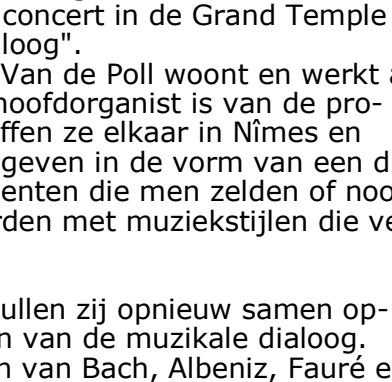 concert in de Grand Temple
loog".
Van de Poll woont en werkt
hoofdorganist is van de pro-
ffen ze elkaar in Nîmes en
geven in de vorm van een d
enten die men zelden of noo
rden met muziekstijlen die ve
ullen zij opnieuw samen op-
n van de muzikale dialoog.
n van Bach, Albeniz, Fauré e